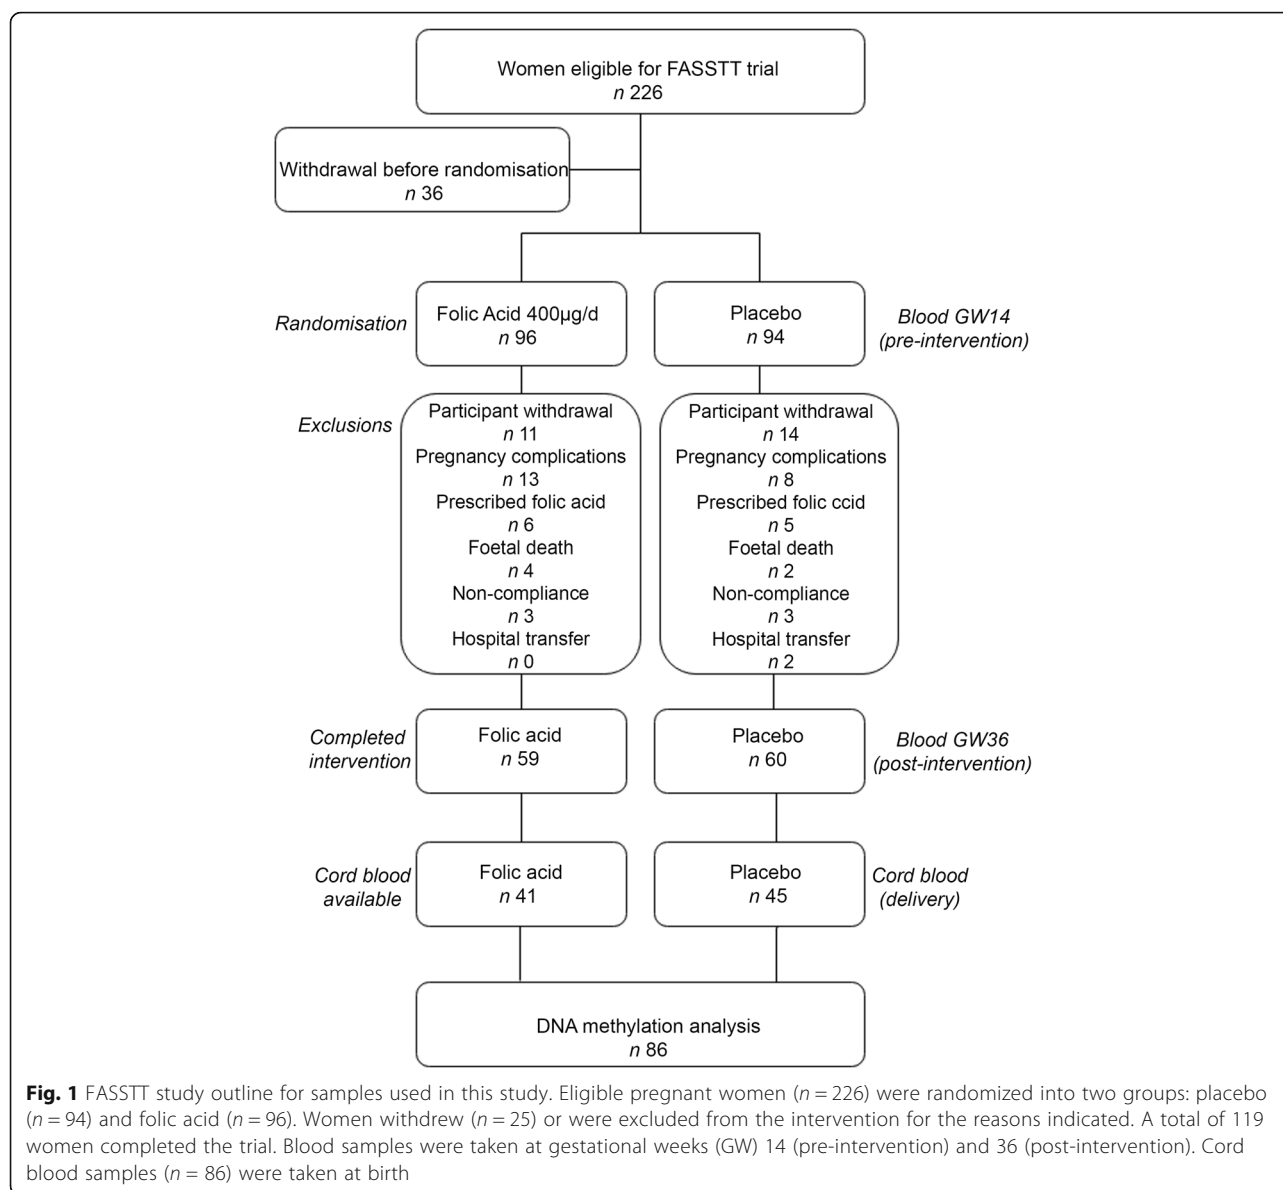 Women eligible for FASSTT trial
n 226
Withdrawal before randomisation
n 36
Randomisation
Folic Acid 400µg/d
n 96
Placebo
n 94
Blood GW14
(pre-intervention)
Exclusions
Participant withdrawal
n 11
Pregnancy complications
n 13
Prescribed folic acid
n 6
Foetal death
n 4
Non-compliance
n 3
Hospital transfer
n 0
Participant withdrawal
n 14
Pregnancy complications
n 8
Prescribed folic ccid
n 5
Foetal death
n 2
Non-compliance
n 3
Hospital transfer
n 2
Completed
intervention
Folic acid
n 59
Placebo
n 60
Blood GW36
(post-intervention)
Cord blood
available
Folic acid
n 41
Placebo
n 45
Cord blood
(delivery)
DNA methylation analysis
n 86
Fig. 1 FASSTT study outline for samples used in this study. Eligible pregnant women (n = 226) were randomized into two groups: placebo
(n = 94) and folic acid (n = 96). Women withdrew (n = 25) or were excluded from the intervention for the reasons indicated. A total of 119
women completed the trial. Blood samples were taken at gestational weeks (GW) 14 (pre-intervention) and 36 (post-intervention). Cord
blood samples (n = 86) were taken at birth